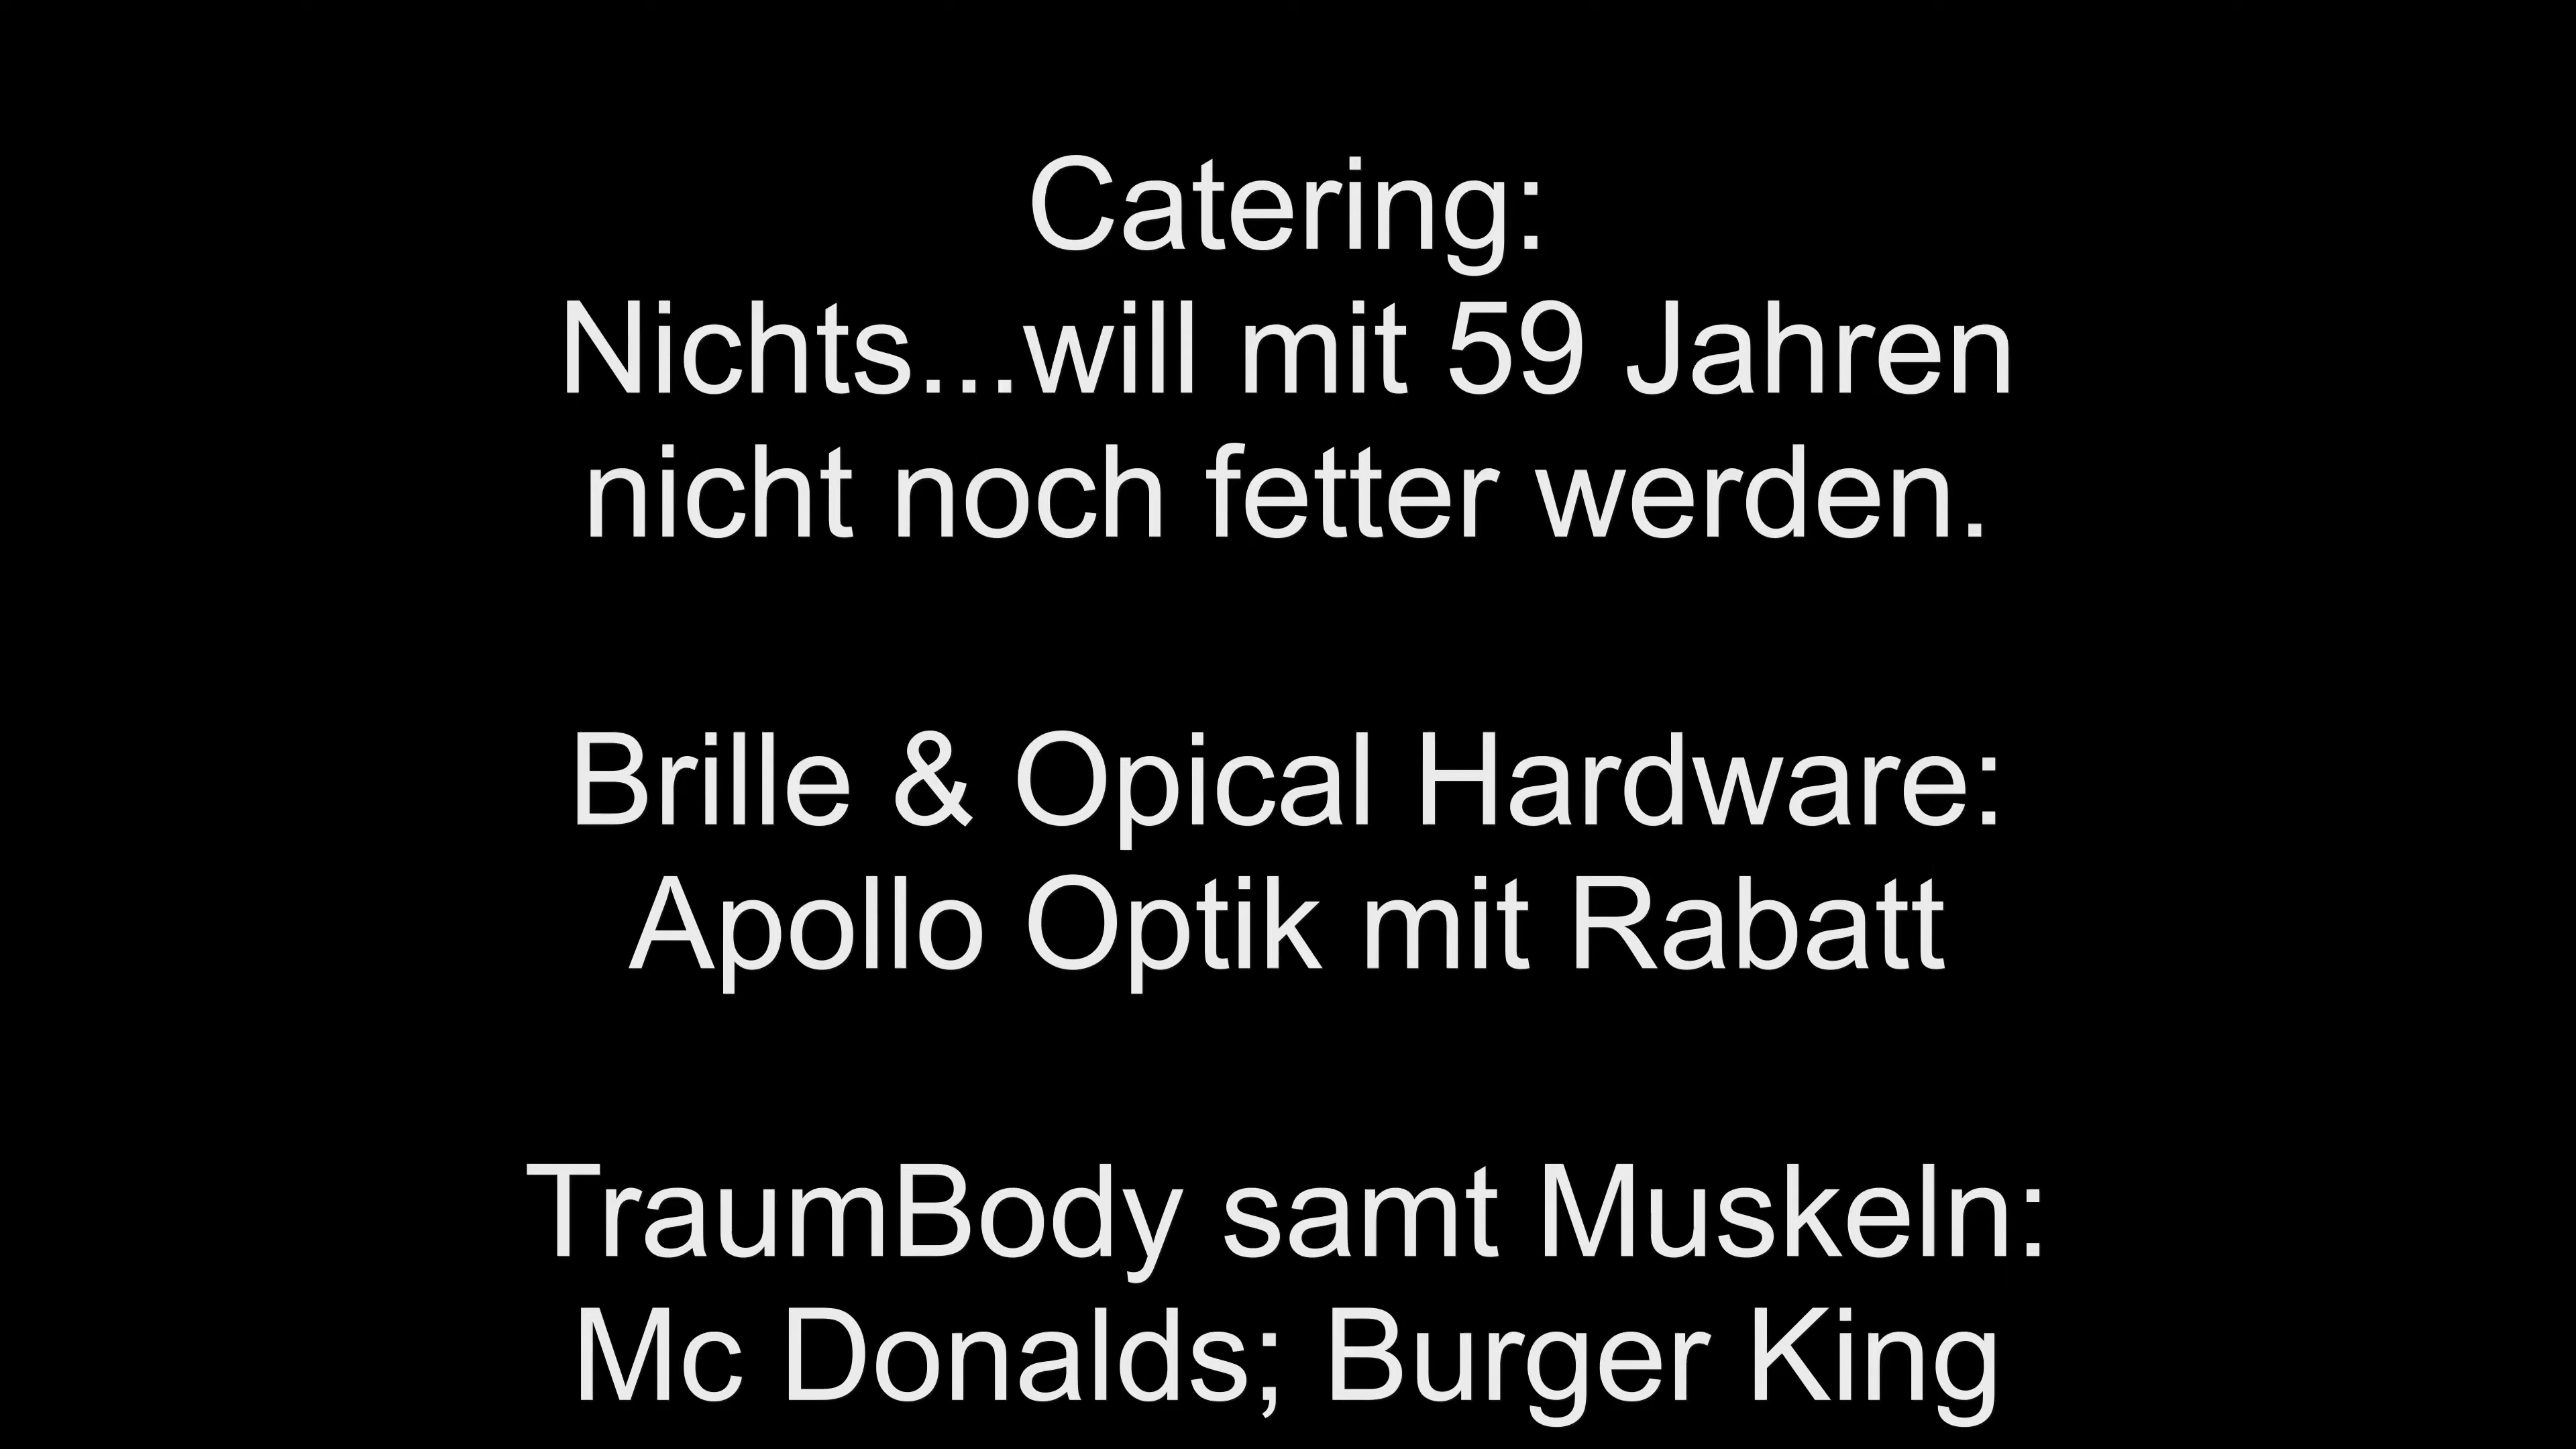 Catering:
Nichts...will mit 59 Jahren
nicht noch fetter werden.
Brille & Opical Hardware:
Apollo Optik mit Rabatt
TraumBody samt Muskeln:
Mc Donalds; Burger King